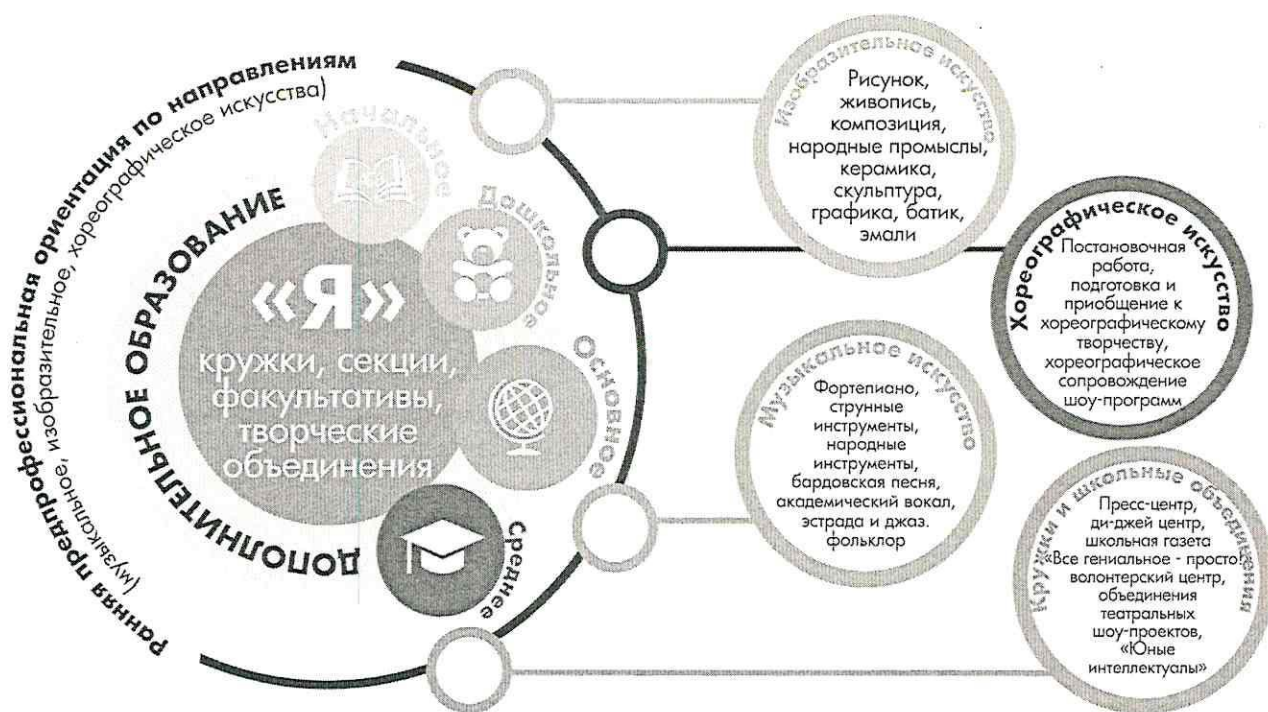 Ранняя предпрофессиональная ориентация по направлениям
(музыкальное, изобразительное, хореографическое искусства)
ДОПОЛНИТЕЛЬНОЕ ОБРАЗОВАНИЕ
«Я»
кружки, секции,
факультативы,
творческие
объединения
Начальное
Дошкольное
Основное
Среднее
Изобразительное искусство
Рисунок,
живопись,
композиция,
народные промыслы,
керамика,
скульптура,
графика, батик,
эмали
Хореографическое искусство
Постановочная
работа,
подготовка и
приобщение к
хореографическому
творчеству,
хореографическое
сопровождение
шоу-программ
Музыкальное искусство
Фортепиано,
струнные
инструменты,
народные
инструменты,
бардовская песня,
академический вокал,
эстрада и джаз.
фольклор
Кружки и школьные объединения
Пресс-центр,
ди-джей центр,
школьная газета
«Все гениальное - просто!
волонтерский центр,
объединения
театральных
шоу-проектов,
«Юные
интеллектуалы»